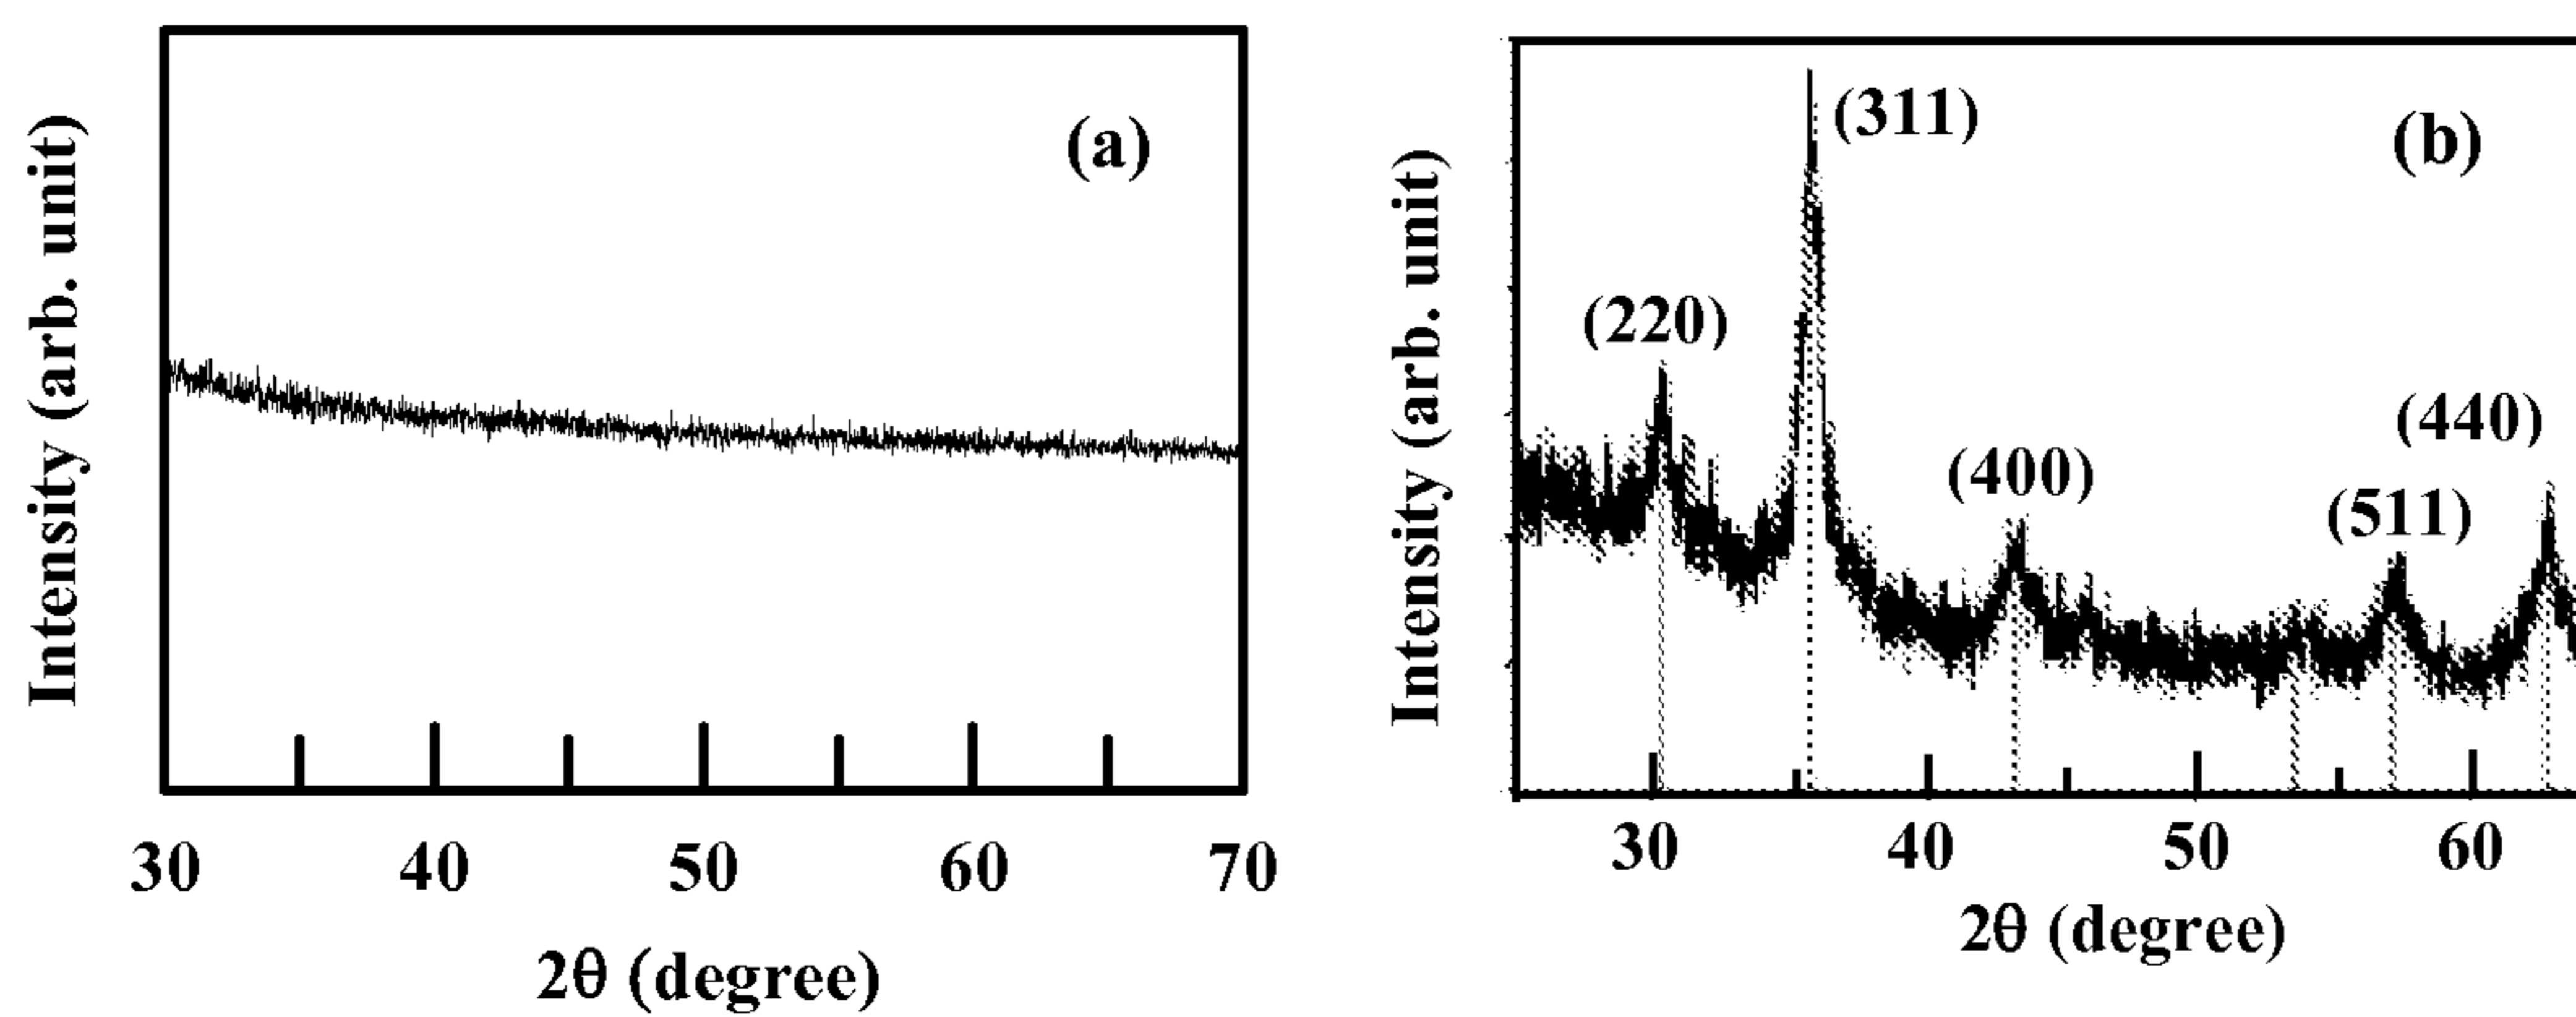 Intensity (arb. unit)
(a)
30 40 50 60 70
2θ (degree)
Intensity (arb. unit)
(b)
(311)
(220)
(440)
(400)
(511)
30 40 50 60
2θ (degree)